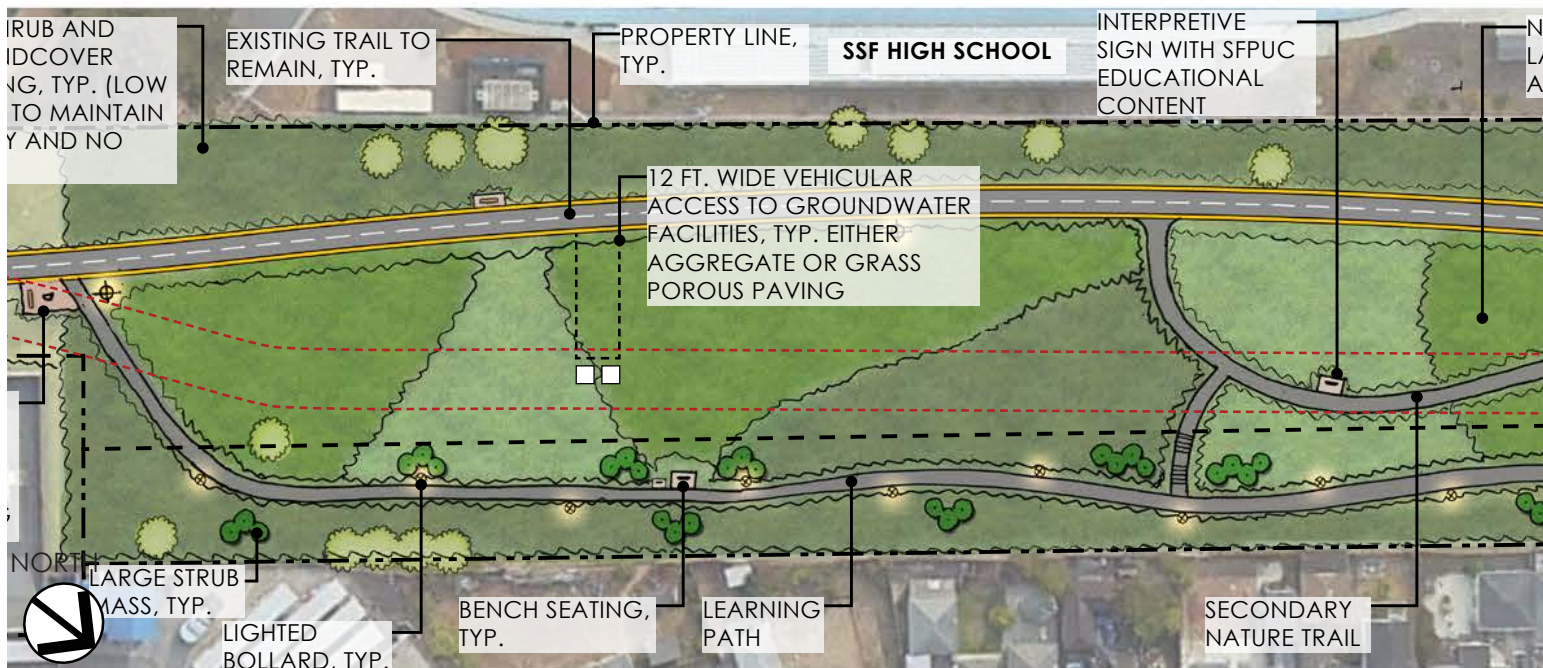 RUB AND
NDCOVER
NG, TYP. (LOW
TO MAINTAIN
Y AND NO
EXISTING TRAIL TO
REMAIN, TYP.
PROPERTY LINE,
TYP.
SSF HIGH SCHOOL
INTERPRETIVE
SIGN WITH SFPUC
EDUCATIONAL
CONTENT
N
LA
A
12 FT. WIDE VEHICULAR
ACCESS TO GROUNDWATER
FACILITIES, TYP. EITHER
AGGREGATE OR GRASS
POROUS PAVING
NORTH
LARGE STRUB
MASS, TYP.
LIGHTED
BOLLARD, TYP.
BENCH SEATING,
TYP.
LEARNING
PATH
SECONDARY
NATURE TRAIL